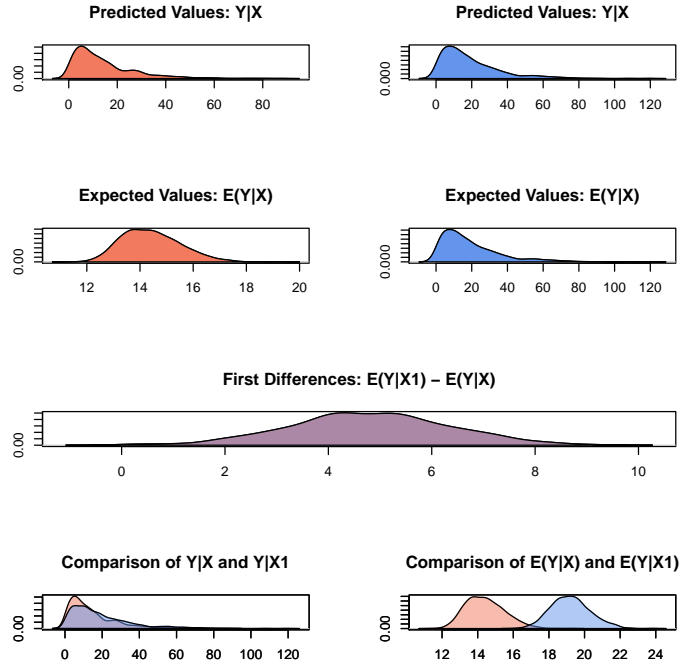 Predicted Values: Y|X
Predicted Values: Y|X
0.00
0 20 40 60 80
0.000
0 20 40 60 80 100 120
Expected Values: E(Y|X)
Expected Values: E(Y|X)
0.00
12 14 16 18 20
0.000
0 20 40 60 80 100 120
First Differences: E(Y|X1) − E(Y|X)
0.00
0 2 4 6 8 10
Comparison of Y|X and Y|X1
Comparison of E(Y|X) and E(Y|X1)
0.00
0 20 40 60 80 100 120
0.00
12 14 16 18 20 22 24